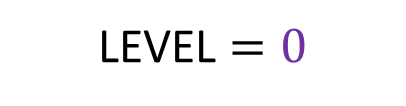 LEVEL = 0